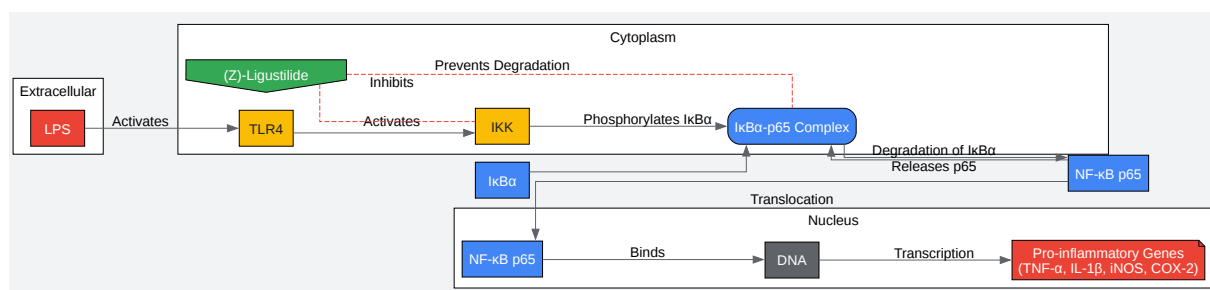 Cytoplasm
Extracellular
LPS
Activates
(Z)-Ligustilide
Prevents Degradation
Inhibits
TLR4
Activates
IKK
Phosphorylates IκBα
IκBα-p65 Complex
Degradation of IκBα
Releases p65
IκBα
NF-κB p65
Translocation
Nucleus
NF-κB p65
Binds
DNA
Transcription
Pro-inflammatory Genes
(TNF-α, IL-1β, iNOS, COX-2)